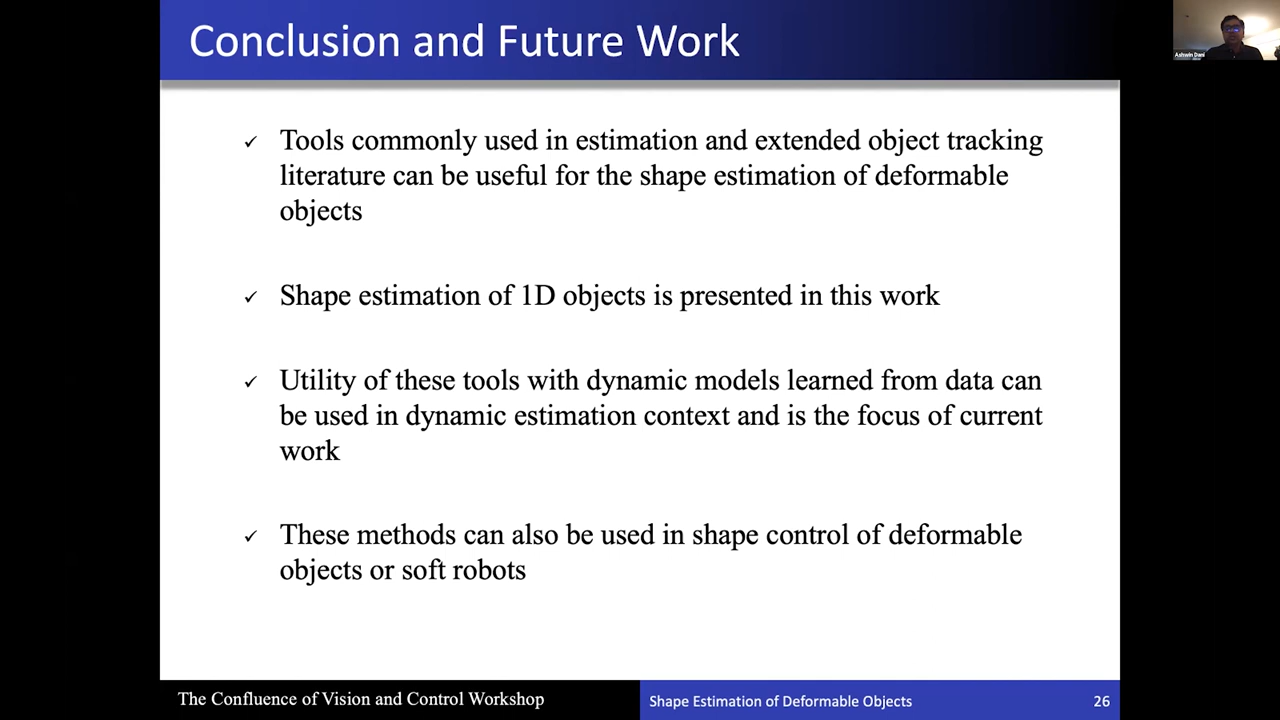 Conclusion and Future Work
Ashwin Dani
✓ Tools commonly used in estimation and extended object tracking
literature can be useful for the shape estimation of deformable
objects
✓ Shape estimation of 1D objects is presented in this work
✓ Utility of these tools with dynamic models learned from data can
be used in dynamic estimation context and is the focus of current
work
✓ These methods can also be used in shape control of deformable
objects or soft robots
The Confluence of Vision and Control Workshop
Shape Estimation of Deformable Objects
26